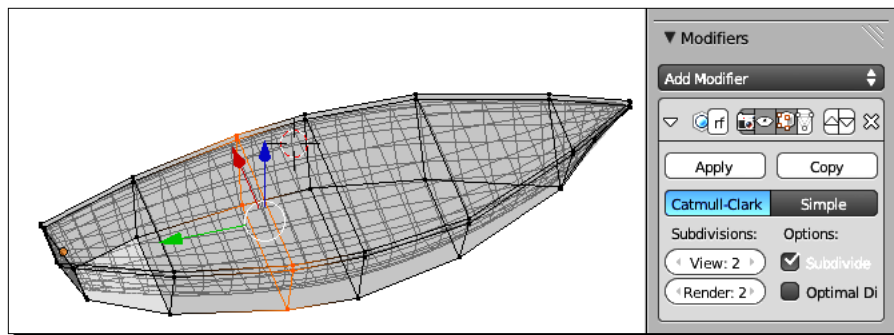 Modifiers
Add Modifier
rf
Apply Copy
Catmull-Clark Simple
Subdivisions: Options:
View: 2 Subdivide
Render: 2 Optimal Di